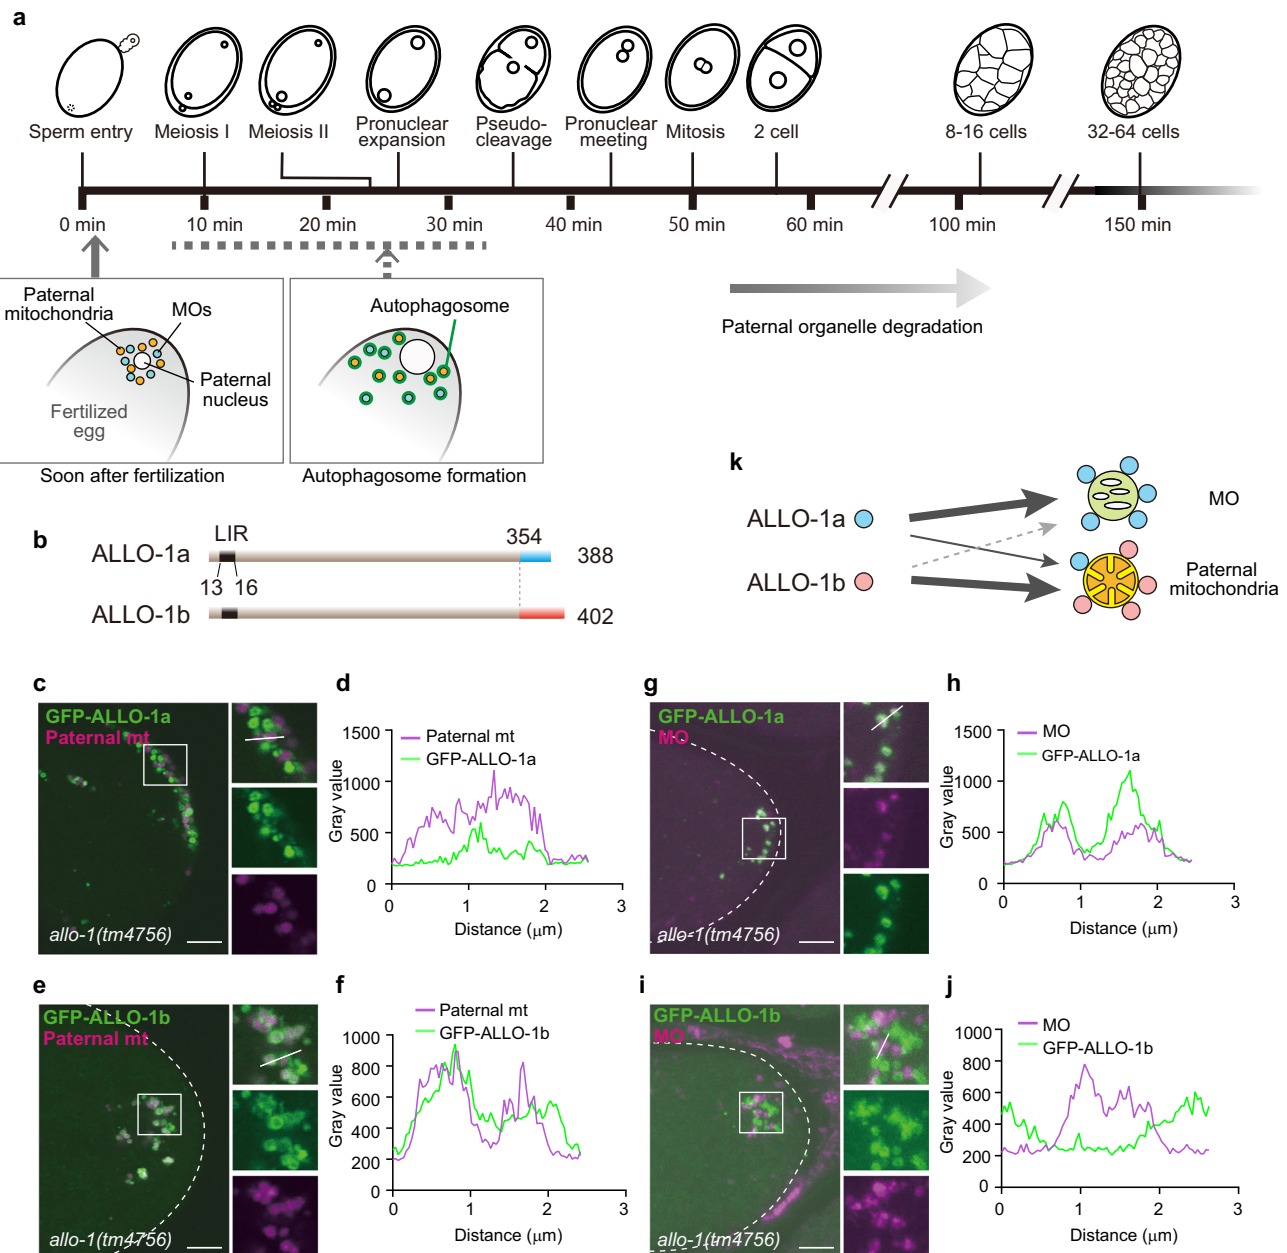 a
Sperm entry
Meiosis I
Meiosis II
Pronuclear
expansion
Pseudo-
cleavage
Pronuclear
meeting
Mitosis
2 cell
8-16 cells
32-64 cells
0 min
10 min
20 min
30 min
40 min
50 min
60 min
100 min
150 min
Paternal
mitochondria
MOs
Paternal
nucleus
Fertilized
egg
Soon after fertilization
Autophagosome
Autophagosome formation
Paternal organelle degradation
b
LIR
354
ALLO-1a
388
13
16
ALLO-1b
402
k
ALLO-1a
MO
ALLO-1b
Paternal
mitochondria
c
GFP-ALLO-1a
Paternal mt
allo-1(tm4756)
d
Paternal mt
GFP-ALLO-1a
Gray value
1500
1000
500
0
0
1
2
3
Distance (μm)
g
GFP-ALLO-1a
MO
allo-1(tm4756)
h
MO
GFP-ALLO-1a
Gray value
1500
1000
500
0
0
1
2
3
Distance (μm)
e
GFP-ALLO-1b
Paternal mt
allo-1(tm4756)
f
Paternal mt
GFP-ALLO-1b
Gray value
1000
800
600
400
200
0
0
1
2
3
Distance (μm)
i
GFP-ALLO-1b
MO
allo-1(tm4756)
j
MO
GFP-ALLO-1b
Gray value
1000
800
600
400
200
0
0
1
2
3
Distance (μm)